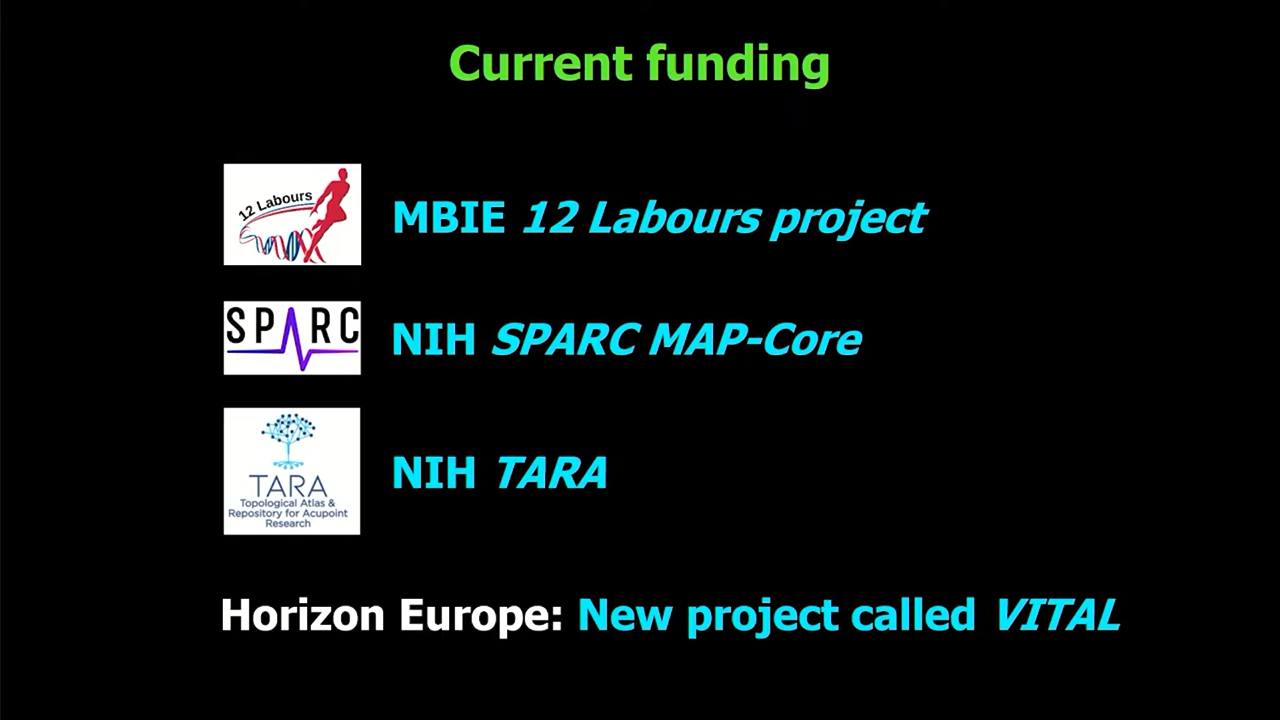 Current funding
12 Labours
MBIE 12 Labours project
SPARC
NIH SPARC MAP-Core
TARA
Topological Atlas &
Repository for Acupoint
Research
NIH TARA
Horizon Europe: New project called VITAL